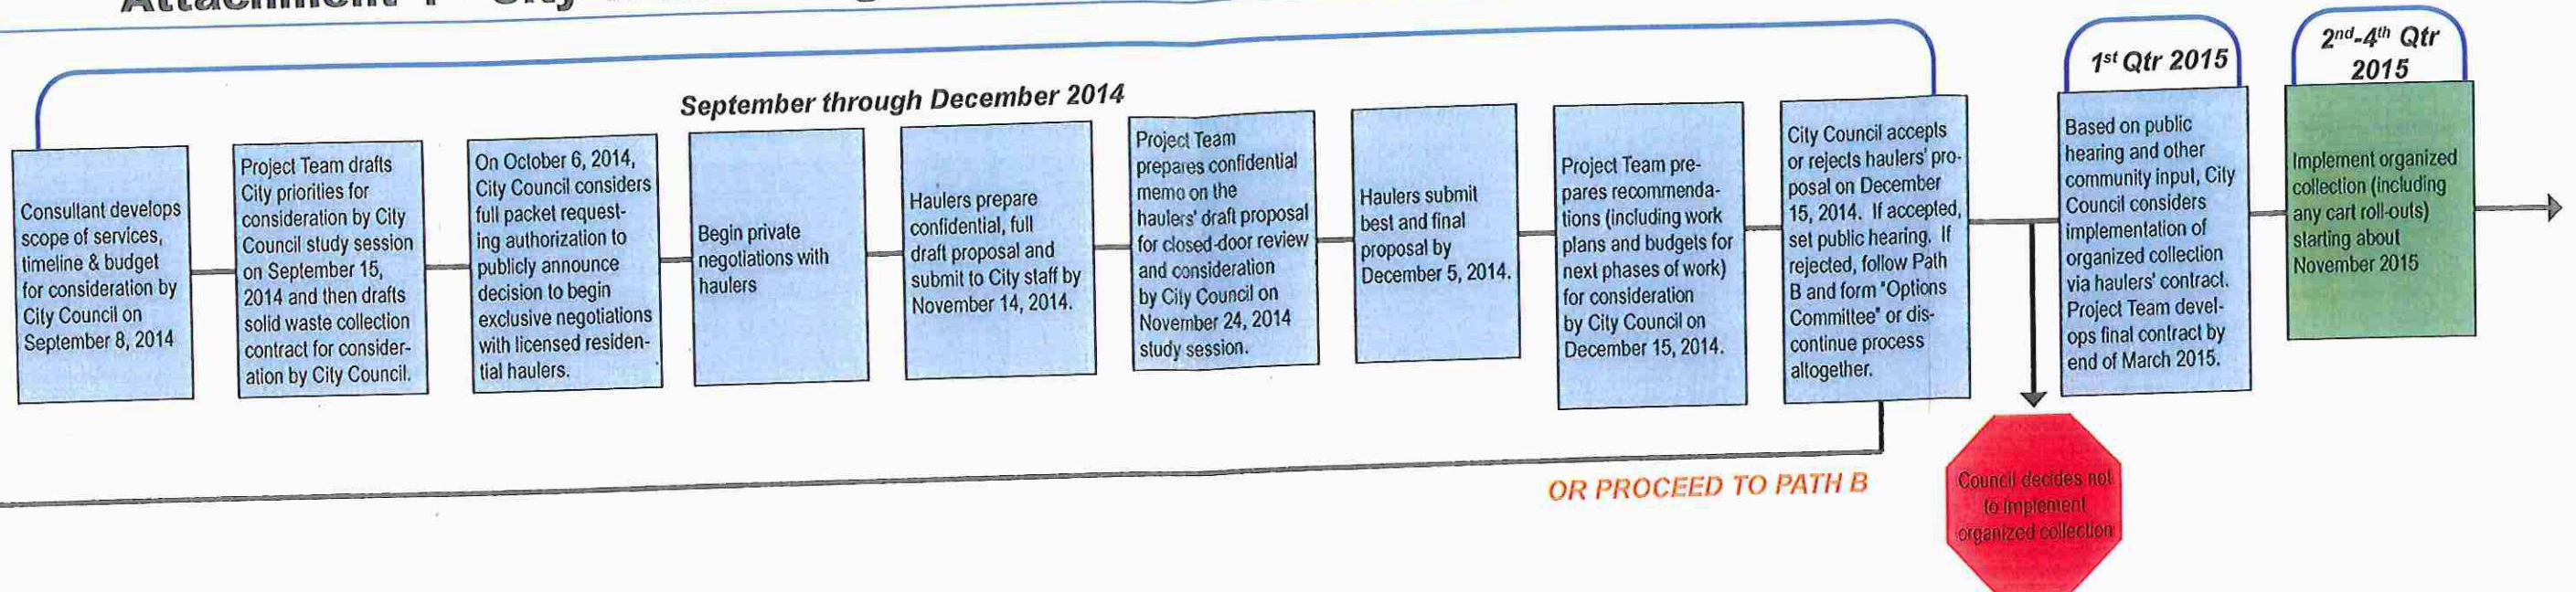 September through December 2014
1st Qtr 2015
2nd-4th Qtr
2015
Consultant develops
scope of services,
timeline & budget
for consideration by
City Council on
September 8, 2014
Project Team drafts
City priorities for
consideration by City
Council study session
on September 15,
2014 and then drafts
solid waste collection
contract for consider-
ation by City Council.
On October 6, 2014,
City Council considers
full packet request-
ing authorization to
publicly announce
decision to begin
exclusive negotiations
with licensed residen-
tial haulers.
Begin private
negotiations with
haulers
Haulers prepare
confidential, full
draft proposal and
submit to City staff by
November 14, 2014.
Project Team
prepares confidential
memo on the
haulers' draft proposal
for closed-door review
and consideration
by City Council on
November 24, 2014
study session.
Haulers submit
best and final
proposal by
December 5, 2014.
Project Team pre-
pares recommenda-
tions (including work
plans and budgets for
next phases of work)
for consideration
by City Council on
December 15, 2014.
City Council accepts
or rejects haulers' pro-
posal on December
15, 2014. If accepted,
set public hearing. If
rejected, follow Path
B and form "Options
Committee" or dis-
continue process
altogether.
Based on public
hearing and other
community input, City
Council considers
implementation of
organized collection
via haulers' contract.
Project Team devel-
ops final contract by
end of March 2015.
Implement organized
collection (including
any cart roll-outs)
starting about
November 2015
OR PROCEED TO PATH B
Council decides not
to implement
organized collection